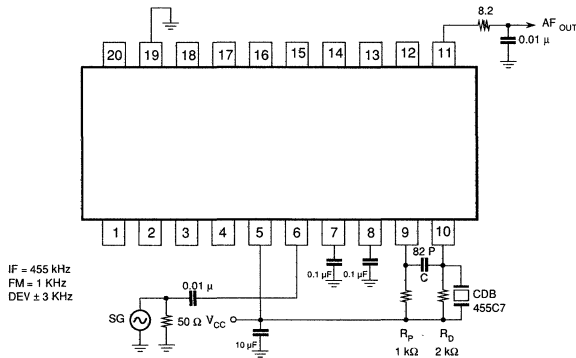 8.2
AF OUT
0.01 µ
20 19 18 17 16 15 14 13 12 11
1 2 3 4 5 6 7 8 9 10
82 P
C
0.1 µF
0.1 µF
CDB
455C7
IF = 455 kHz
FM = 1 KHz
DEV ± 3 KHz
0.01 µ
SG
50 Ω
VCC
10 µF
RP
1 kΩ
RD
2 kΩ